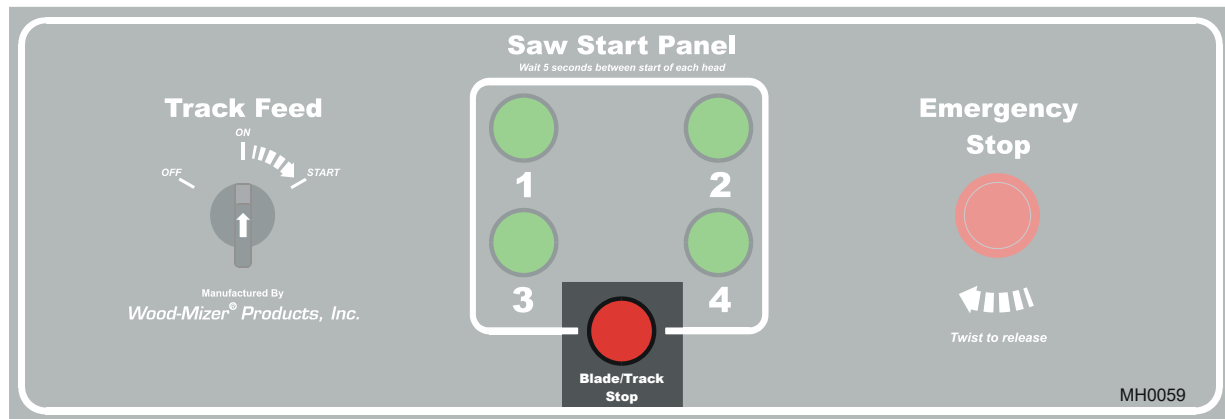 Saw Start Panel
Wait 5 seconds between start of each head
Track Feed
ON
OFF
START
Manufactured By
Wood-Mizer® Products, Inc.
1
2
3
4
Blade/Track
Stop
Emergency
Stop
Twist to release
MH0059